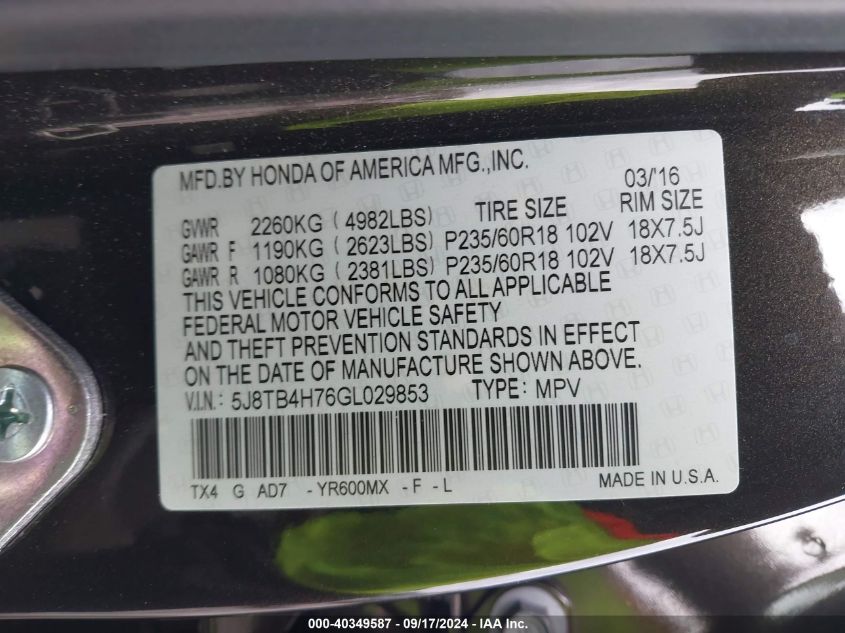 MFD.BY HONDA OF AMERICA MFG.,INC.
03/'16
GVWR 2260KG ( 4982LBS) TIRE SIZE RIM SIZE
GAWR F 1190KG ( 2623LBS) P235/60R18 102V 18X7.5J
GAWR R 1080KG ( 2381LBS) P235/60R18 102V 18X7.5J
THIS VEHICLE CONFORMS TO ALL APPLICABLE
FEDERAL MOTOR VEHICLE SAFETY
AND THEFT PREVENTION STANDARDS IN EFFECT
ON THE DATE OF MANUFACTURE SHOWN ABOVE.
V.I.N.: 5J8TB4H76GL029853 TYPE: MPV
TX4 G AD7 -YR600MX -F -L MADE IN U.S.A.
000-40349587 - 09/17/2024 - IAA Inc.